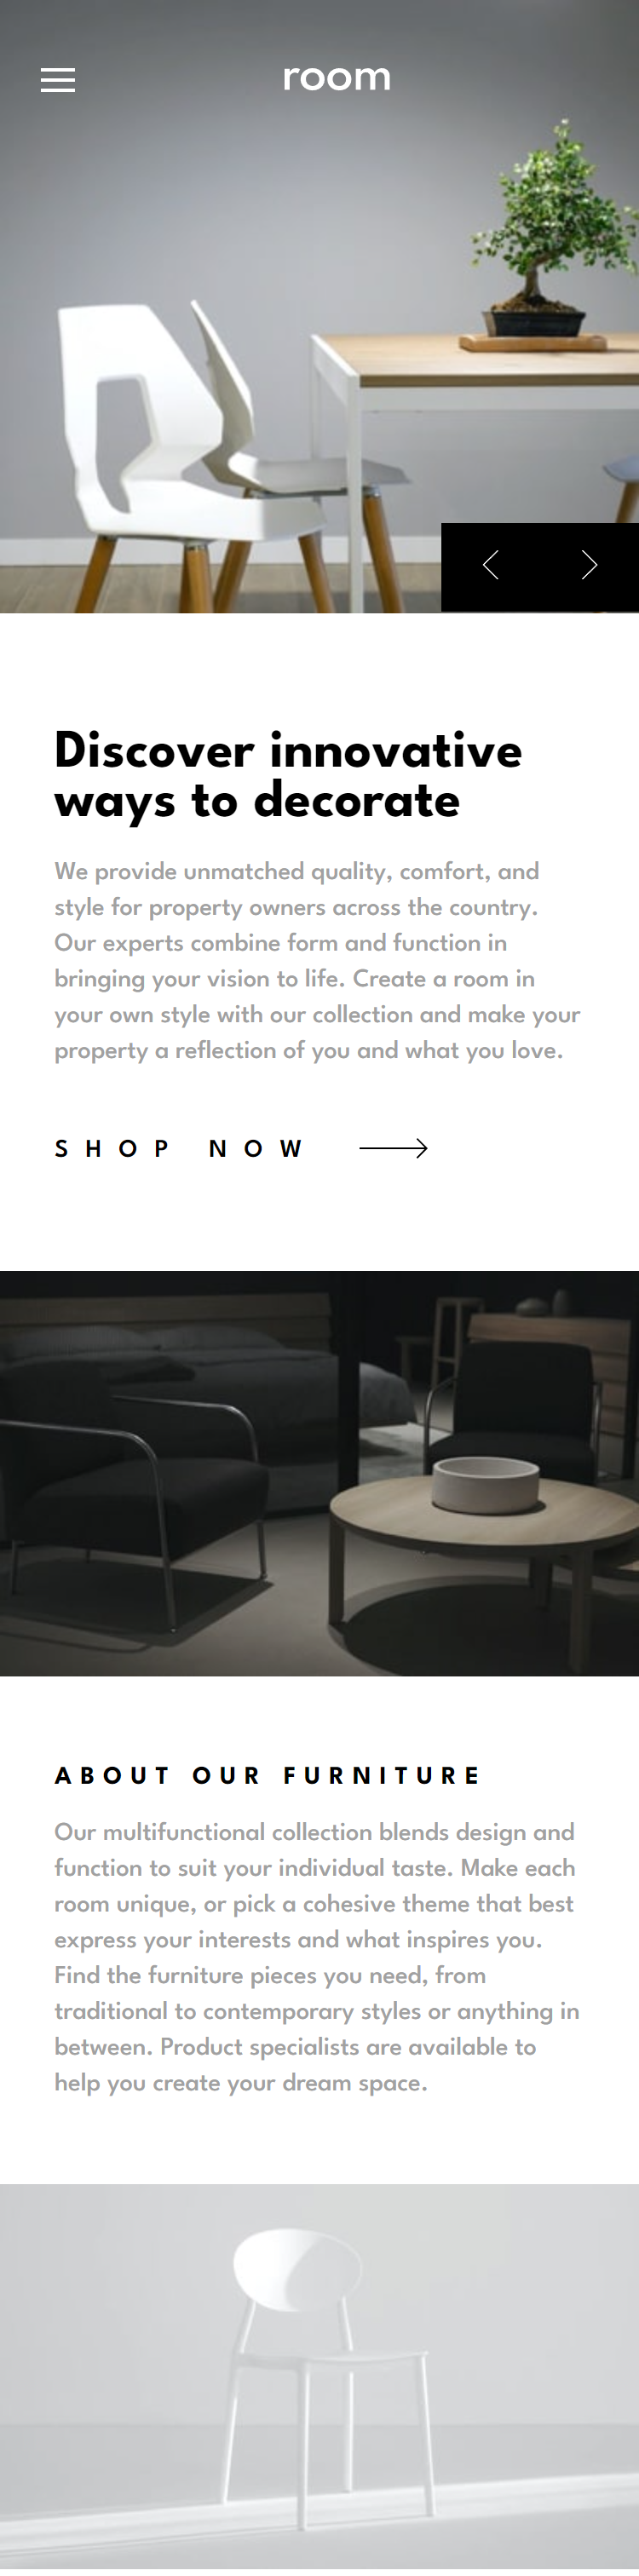 room
Discover innovative
ways to decorate
We provide unmatched quality, comfort, and
style for property owners across the country.
Our experts combine form and function in
bringing your vision to life. Create a room in
your own style with our collection and make your
property a reflection of you and what you love.
SHOP NOW
ABOUT OUR FURNITURE
Our multifunctional collection blends design and
function to suit your individual taste. Make each
room unique, or pick a cohesive theme that best
express your interests and what inspires you.
Find the furniture pieces you need, from
traditional to contemporary styles or anything in
between. Product specialists are available to
help you create your dream space.